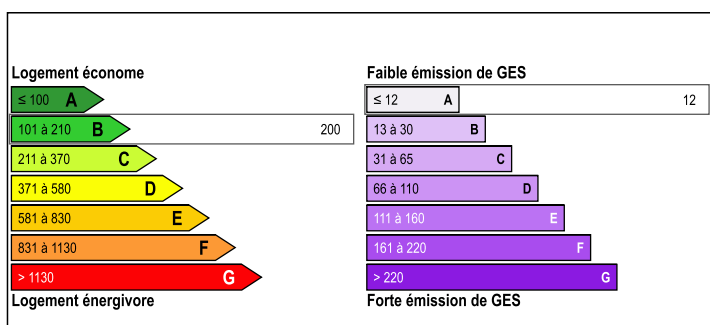 Logement économe
≤ 100 A
101 à 210 B 200
211 à 370 C
371 à 580 D
581 à 830 E
831 à 1130 F
> 1130 G
Logement énergivore
Faible émission de GES
≤ 12 A 12
13 à 30 B
31 à 65 C
66 à 110 D
111 à 160 E
161 à 220 F
> 220 G
Forte émission de GES